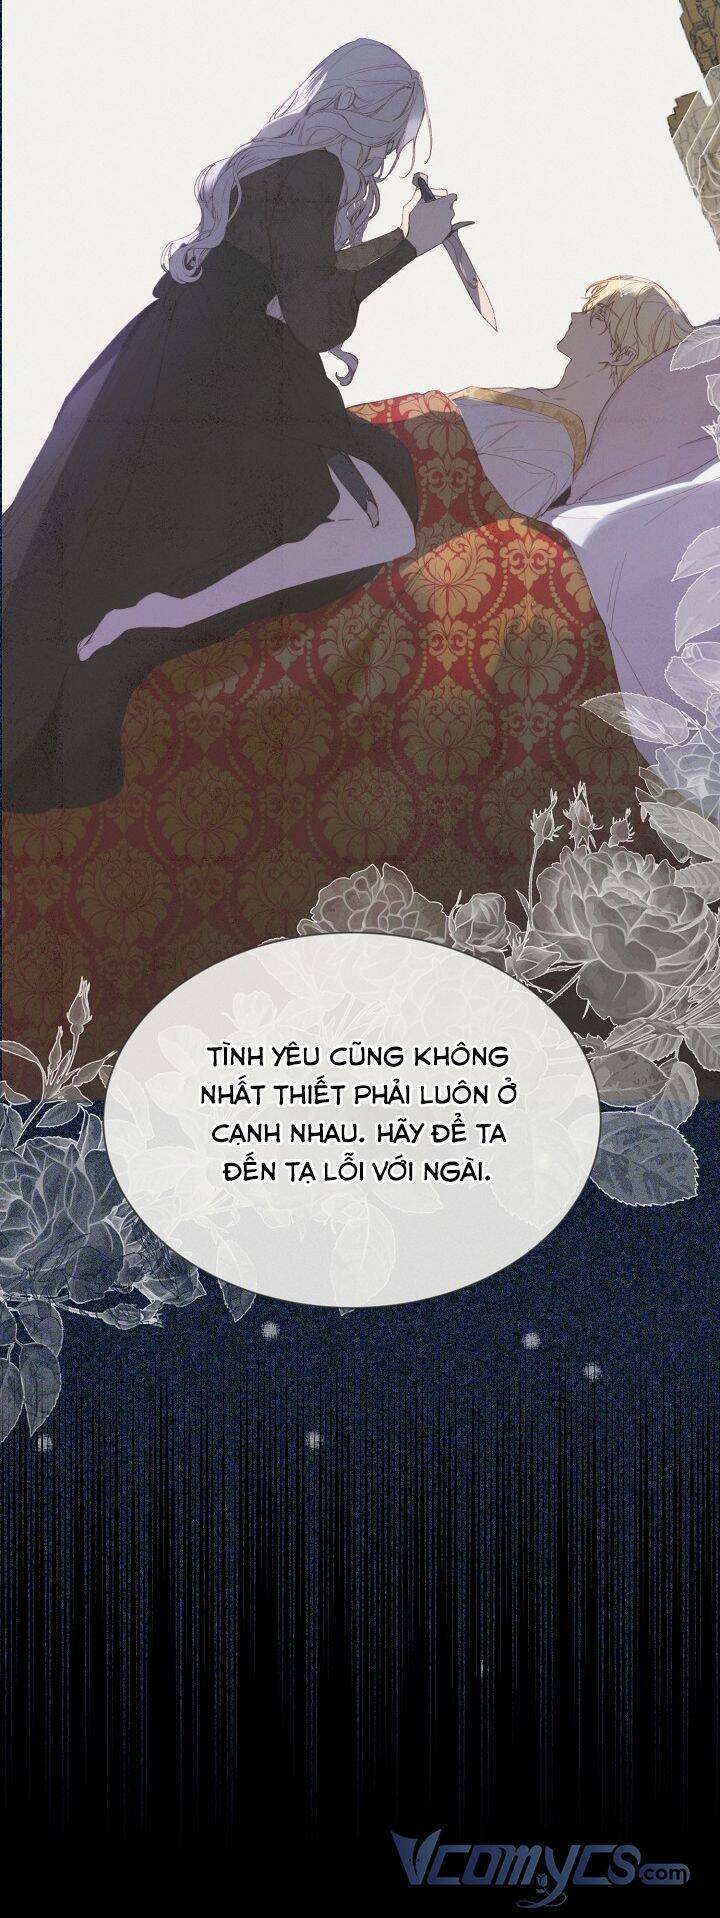 TÌNH YÊU CŨNG KHÔNG
NHẤT THIẾT PHẢI LUÔN Ở
CẠNH NHAU. HÃY ĐỂ TA
ĐẾN TẠ LỖI VỚI NGÀI.
VCOMYCS.com